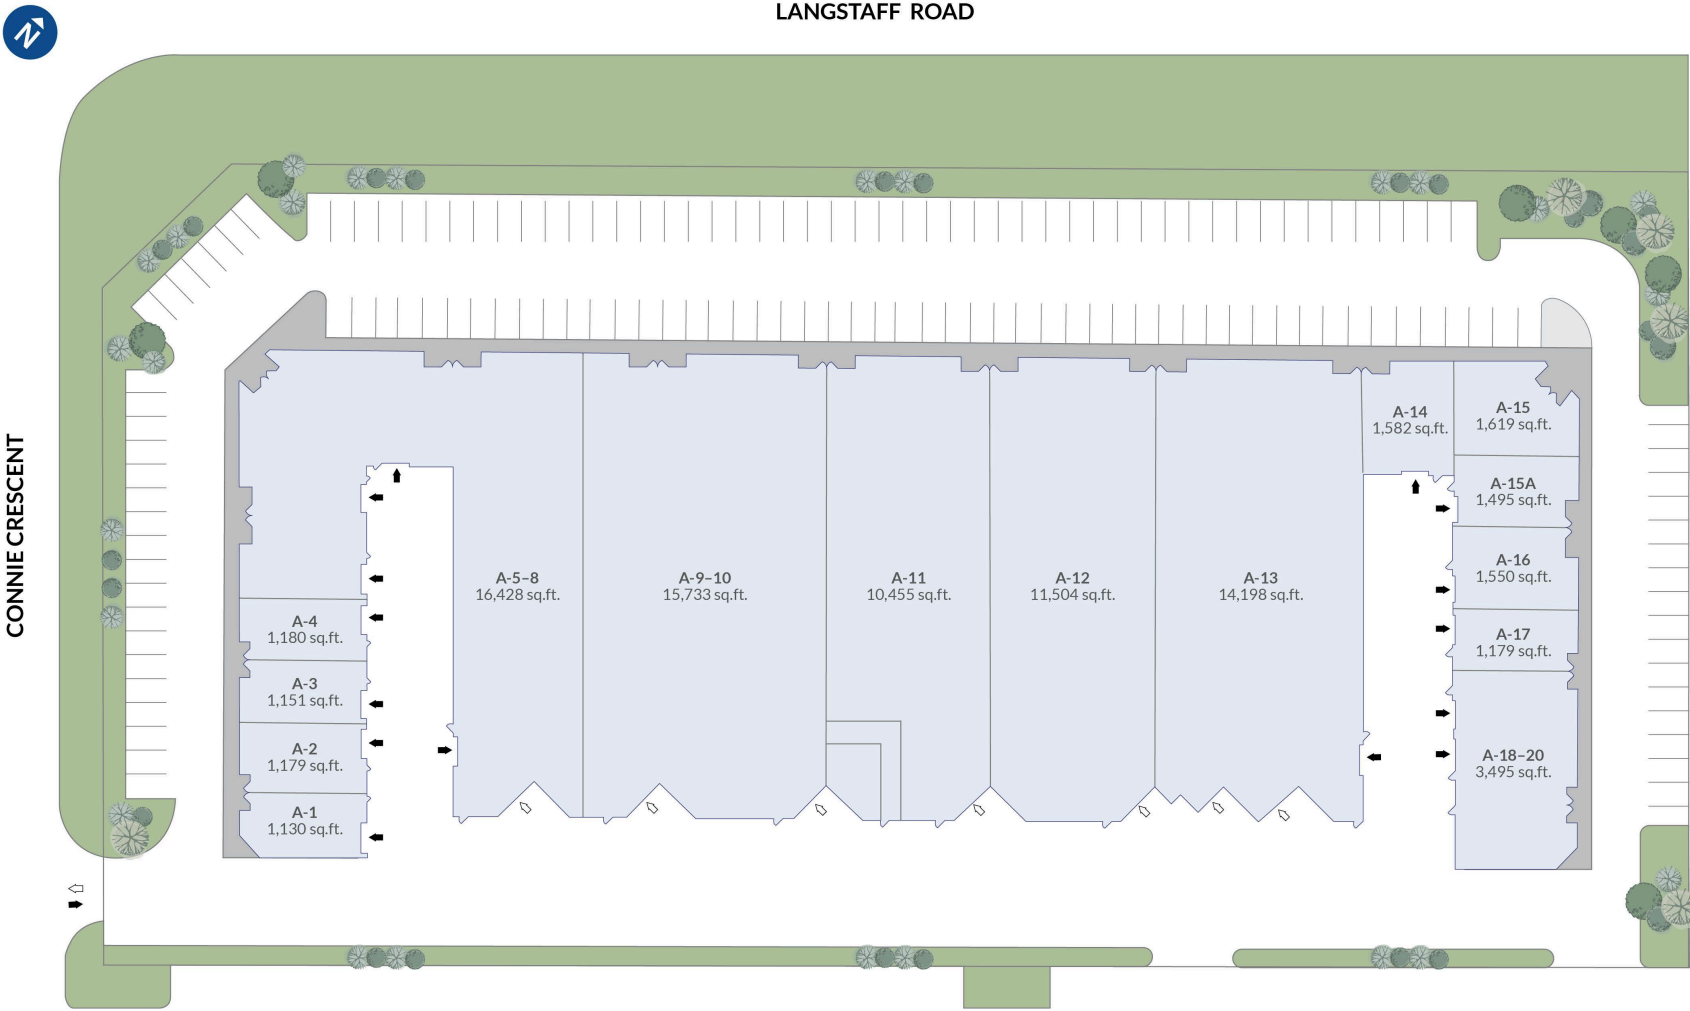 LANGSTAFF ROAD
N
CONNIE CRESCENT
A-14
1,582 sq.ft.
A-15
1,619 sq.ft.
A-15A
1,495 sq.ft.
A-5–8
16,428 sq.ft.
A-9–10
15,733 sq.ft.
A-11
10,455 sq.ft.
A-12
11,504 sq.ft.
A-13
14,198 sq.ft.
A-16
1,550 sq.ft.
A-4
1,180 sq.ft.
A-17
1,179 sq.ft.
A-3
1,151 sq.ft.
A-2
1,179 sq.ft.
A-18–20
3,495 sq.ft.
A-1
1,130 sq.ft.